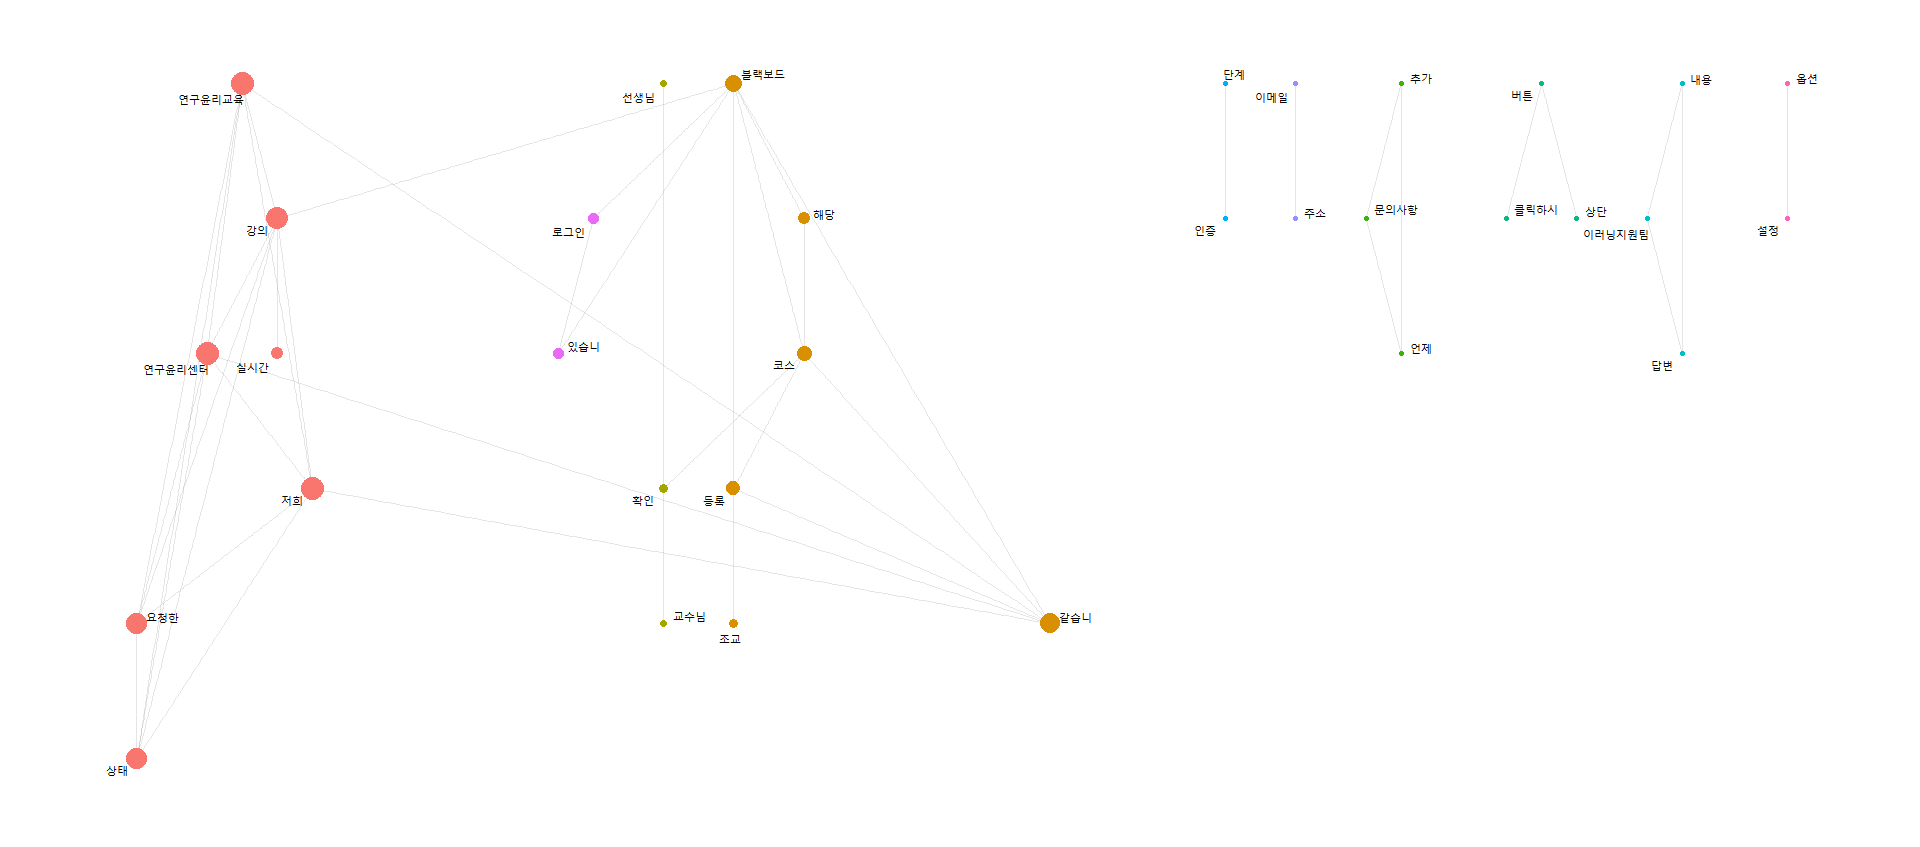 단계
블랙보드
추가
내용
옵션
버튼
이메일
선생님
연구윤리교육
클릭하시
문의사항
상단
주소
해당
강의
로그인
인증
이러닝지원팀
설정
있습니
언제
코스
답변
실시간
연구윤리센터
저희
확인
등록
교수님
요청한
같습니
조교
상태